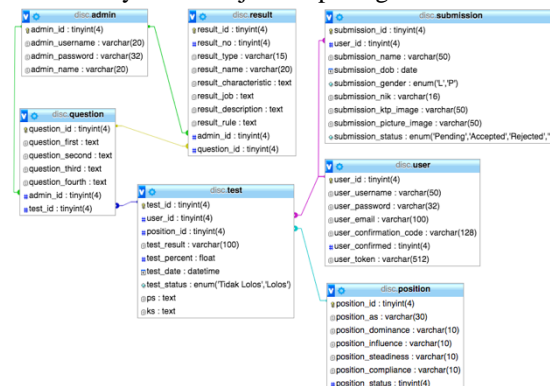 disc.admin
admin_id : tinyint(4)
admin_username : varchar(20)
admin_password : varchar(32)
admin_name : varchar(20)
disc.result
result_id : tinyint(4)
result_no : tinyint(4)
result_type : varchar(15)
result_name : varchar(20)
result_characteristic : text
result_job : text
result_description : text
result_rule : text
admin_id : tinyint(4)
question_id : tinyint(4)
disc.submission
submission_id : tinyint(4)
user_id : tinyint(4)
submission_name : varchar(50)
submission_dob : date
submission_gender : enum('L','P')
submission_nik : varchar(16)
submission_ktp_image : varchar(50)
submission_picture_image : varchar(50)
submission_status : enum('Pending','Accepted','Rejected','
disc.question
question_id : tinyint(4)
question_first : text
question_second : text
question_third : text
question_fourth : text
admin_id : tinyint(4)
test_id : tinyint(4)
disc.test
test_id : tinyint(4)
user_id : tinyint(4)
position_id : tinyint(4)
test_result : varchar(100)
test_percent : float
test_date : datetime
test_status : enum('Tidak Lolos','Lolos')
ps : text
ks : text
disc.user
user_id : tinyint(4)
user_username : varchar(50)
user_password : varchar(32)
user_email : varchar(100)
user_confirmation_code : varchar(128)
user_confirmed : tinyint(4)
user_token : varchar(512)
disc.position
position_id : tinyint(4)
position_as : varchar(30)
position_dominance : varchar(10)
position_influence : varchar(10)
position_steadiness : varchar(10)
position_compliance : varchar(10)
position_status : tinyint(4)